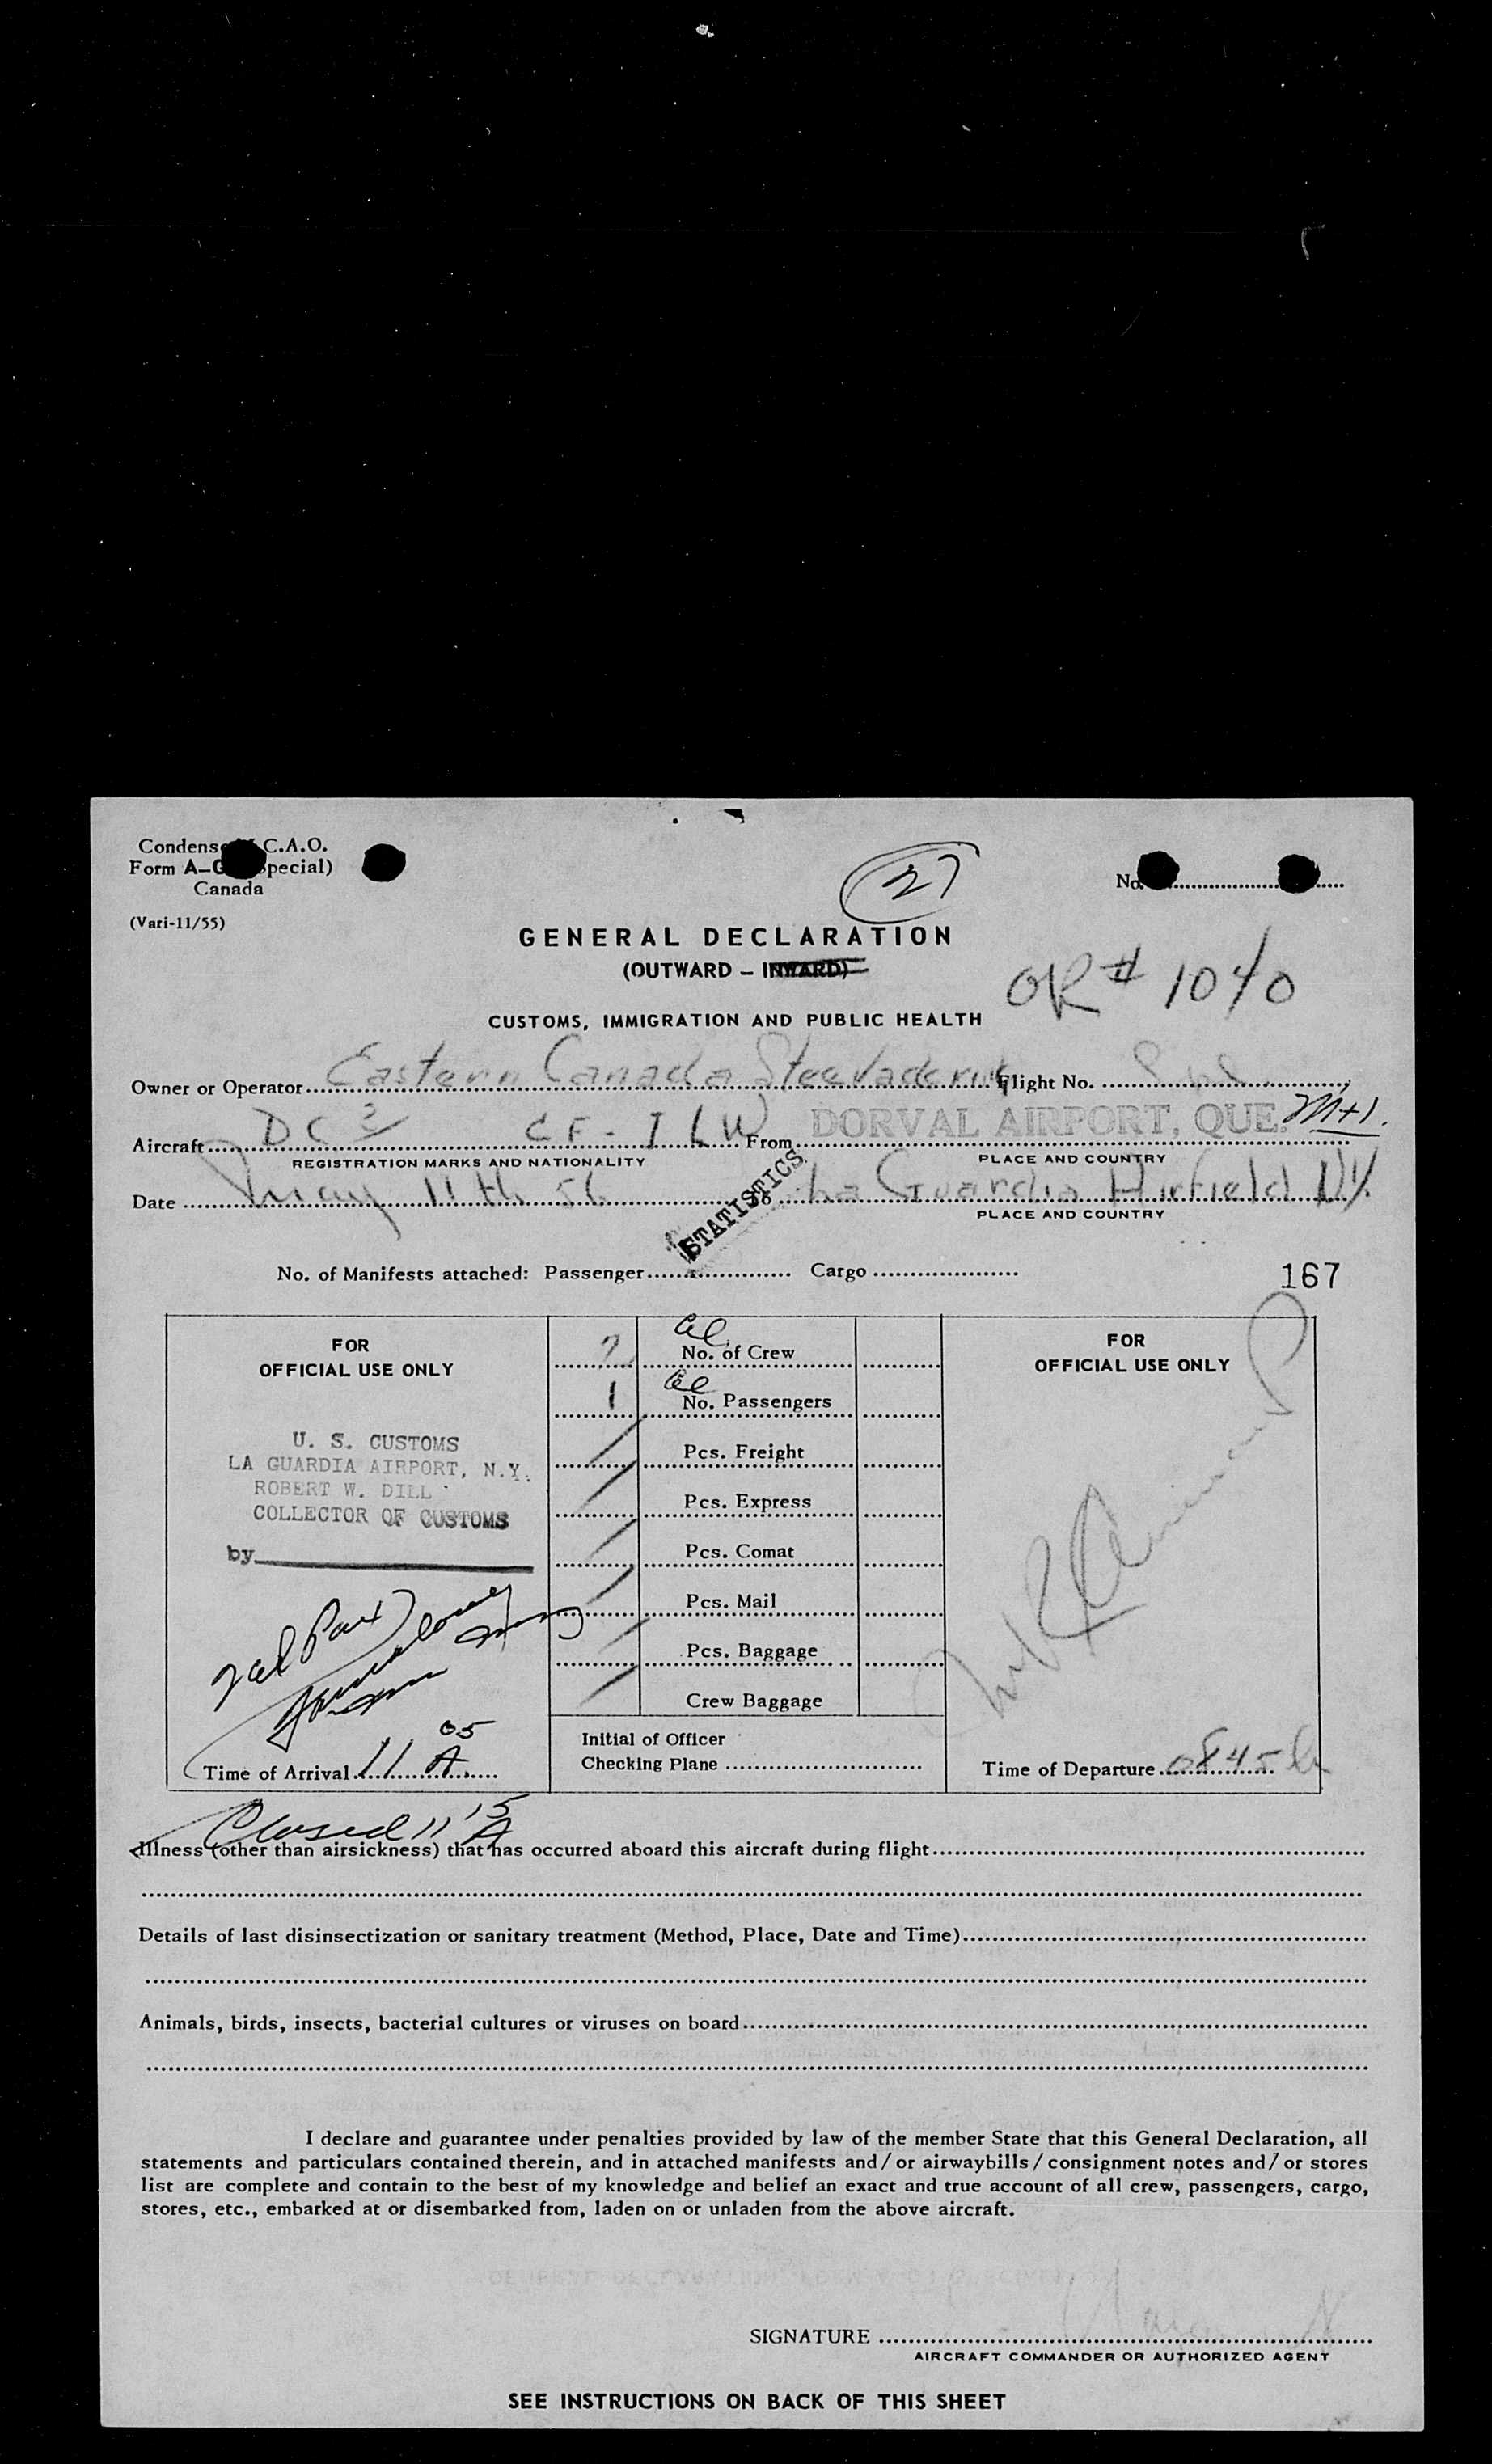 Condens C.A.O.
Form A-G pecial)
Canada
(Vari-11/55)
27
No.
GENERAL DECLARATION
(OUTWARD - INWARD)
OR # 1040
CUSTOMS, IMMIGRATION AND PUBLIC HEALTH
Owner or Operator Eastern Canada Steevadoring Flight No.
Aircraft DC3 CF-ILW From DORVAL AIRPORT, QUE. Mtl.
REGISTRATION MARKS AND NATIONALITY PLACE AND COUNTRY
Date May 11th 56 To La Guardia Airfield NY.
PLACE AND COUNTRY
STATISTICS
No. of Manifests attached: Passenger Cargo
167
FOR
OFFICIAL USE ONLY
U. S. CUSTOMS
LA GUARDIA AIRPORT, N.Y.
ROBERT W. DILL
COLLECTOR OF CUSTOMS
by
Time of Arrival 11 05 A.
2 No. of Crew
1 No. Passengers
/ Pcs. Freight
/ Pcs. Express
/ Pcs. Comat
/ Pcs. Mail
/ Pcs. Baggage
/ Crew Baggage
Initial of Officer
Checking Plane
FOR
OFFICIAL USE ONLY
Time of Departure 0845
Closed 11 15 A
Illness (other than airsickness) that has occurred aboard this aircraft during flight
Details of last disinsectization or sanitary treatment (Method, Place, Date and Time)
Animals, birds, insects, bacterial cultures or viruses on board
I declare and guarantee under penalties provided by law of the member State that this General Declaration, all
statements and particulars contained therein, and in attached manifests and/or airwaybills/consignment notes and/or stores
list are complete and contain to the best of my knowledge and belief an exact and true account of all crew, passengers, cargo,
stores, etc., embarked at or disembarked from, laden on or unladen from the above aircraft.
SIGNATURE
AIRCRAFT COMMANDER OR AUTHORIZED AGENT
SEE INSTRUCTIONS ON BACK OF THIS SHEET